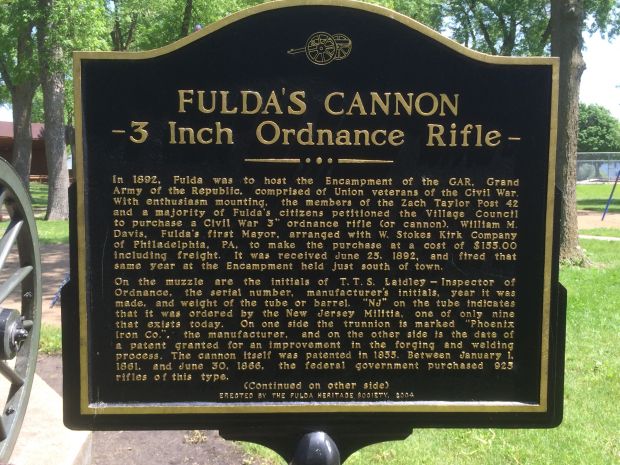 FULDA'S CANNON
-3 Inch Ordnance Rifle-
In 1892, Fulda was to host the Encampment of the GAR, Grand
Army of the Republic, comprised of Union veterans of the Civil War.
With enthusiasm mounting, the members of the Zach Taylor Post 42
and a majority of Fulda's citizens petitioned the Village Council
to purchase a Civil War 3" ordnance rifle (or cannon). William M.
Davis, Fulda's first Mayor, arranged with W. Stokes Kirk Company
of Philadelphia, PA, to make the purchase at a cost of $155.00
including freight. It was received June 25, 1892, and fired that
same year at the Encampment held just south of town.
On the muzzle are the initials of T.T.S. Laidley – Inspector of
Ordnance, the serial number, manufacturer's initials, year it was
made, and weight of the tube or barrel. "NJ" on the tube indicates
that it was ordered by the New Jersey Militia, one of only nine
that exists today. On one side the trunnion is marked "Phoenix
Iron Co.", the manufacturer, and on the other side is the date of
a patent granted for an improvement in the forging and welding
process. The cannon itself was patented in 1855. Between January 1,
1861, and June 30, 1866, the federal government purchased 925
rifles of this type.
(Continued on other side)
ERECTED BY THE FULDA HERITAGE SOCIETY, 2004